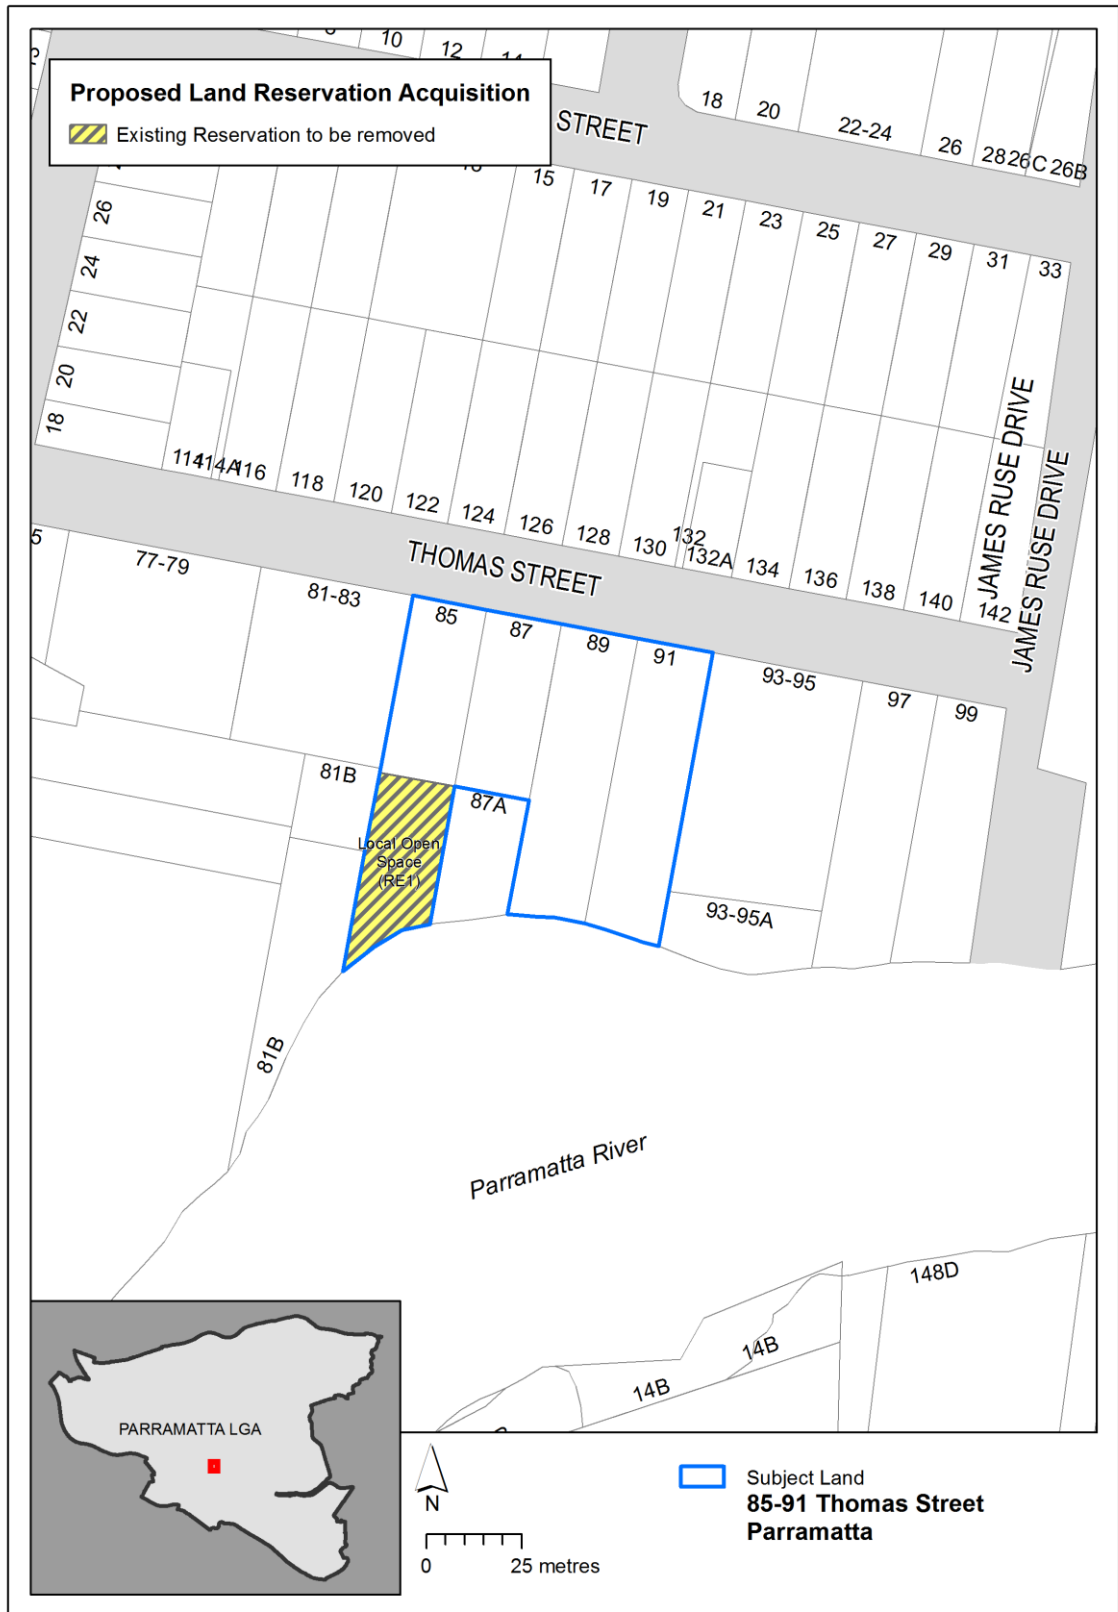 10
12
14
18
20
22-24
26
28
26C
26B
Proposed Land Reservation Acquisition
Existing Reservation to be removed
STREET
15
17
19
21
23
25
27
29
31
33
26
24
22
20
18
114
114A
116
118
120
122
124
126
128
130
132
132A
134
136
138
140
142
JAMES RUSE DRIVE
JAMES RUSE DRIVE
THOMAS STREET
5
77-79
81-83
85
87
89
91
93-95
97
99
81B
87A
Local Open
Space
(RE1)
93-95A
81B
Parramatta River
148D
14B
14B
PARRAMATTA LGA
N
0 25 metres
Subject Land
85-91 Thomas Street
Parramatta